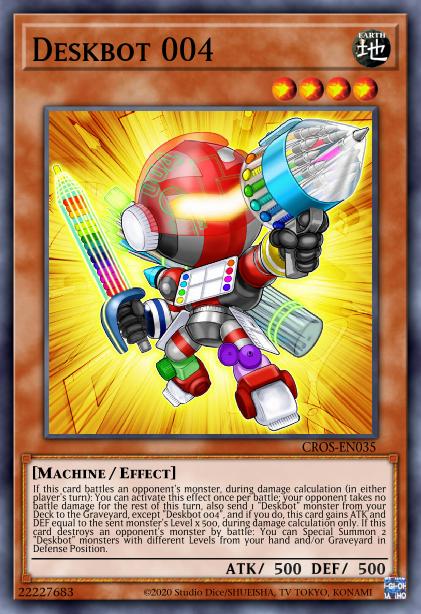 DESKBOT 004
EARTH
地
CROS-EN035
[MACHINE / EFFECT]
If this card battles an opponent's monster, during damage calculation (in either
player's turn): You can activate this effect once per battle; your opponent takes no
battle damage for the rest of this turn, also send 1 "Deskbot" monster from your
Deck to the Graveyard, except "Deskbot 004", and if you do, this card gains ATK and
DEF equal to the sent monster's Level x 500, during damage calculation only. If this
card destroys an opponent's monster by battle: You can Special Summon 2
"Deskbot" monsters with different Levels from your hand and/or Graveyard in
Defense Position.
ATK/ 500 DEF/ 500
22227683
©2020 Studio Dice/SHUEISHA, TV TOKYO, KONAMI